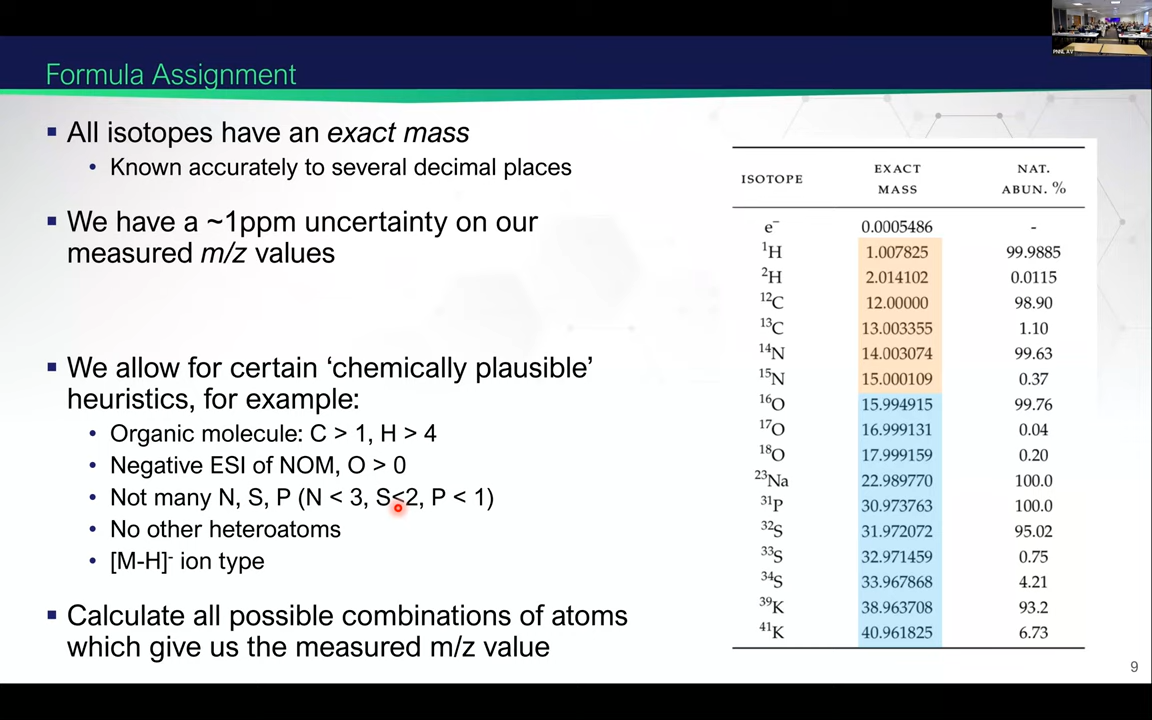 Formula Assignment
▪ All isotopes have an exact mass
• Known accurately to several decimal places
▪ We have a ~1ppm uncertainty on our
measured m/z values
▪ We allow for certain ‘chemically plausible’
heuristics, for example:
• Organic molecule: C > 1, H > 4
• Negative ESI of NOM, O > 0
• Not many N, S, P (N < 3, S<2, P < 1)
• No other heteroatoms
• [M-H]⁻ ion type
▪ Calculate all possible combinations of atoms
which give us the measured m/z value
ISOTOPE EXACT MASS NAT. ABUN. %
e⁻ 0.0005486 -
¹H 1.007825 99.9885
²H 2.014102 0.0115
¹²C 12.00000 98.90
¹³C 13.003355 1.10
¹⁴N 14.003074 99.63
¹⁵N 15.000109 0.37
¹⁶O 15.994915 99.76
¹⁷O 16.999131 0.04
¹⁸O 17.999159 0.20
²³Na 22.989770 100.0
³¹P 30.973763 100.0
³²S 31.972072 95.02
³³S 32.971459 0.75
³⁴S 33.967868 4.21
³⁹K 38.963708 93.2
⁴¹K 40.961825 6.73
9
PNNL AV